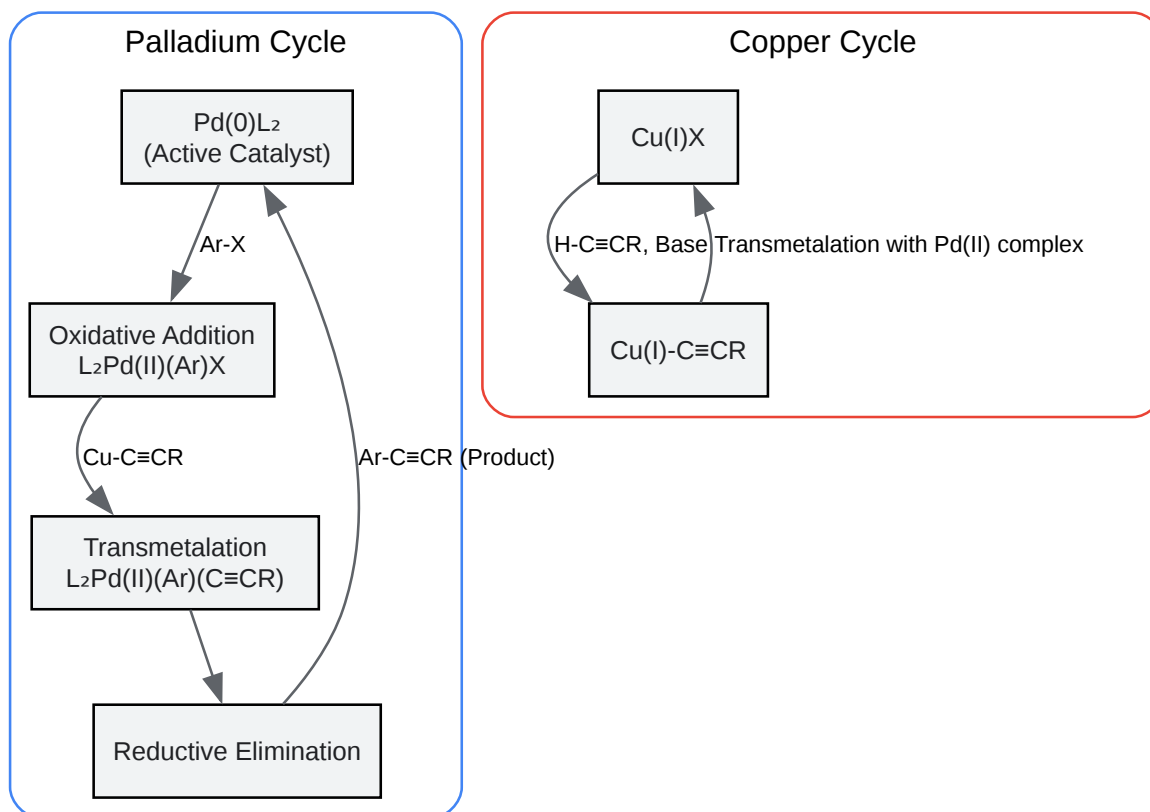 Palladium Cycle
Pd(0)L₂
(Active Catalyst)
Ar-X
Oxidative Addition
L₂Pd(II)(Ar)X
Cu-C≡CR
Ar-C≡CR (Product)
Transmetalation
L₂Pd(II)(Ar)(C≡CR)
Reductive Elimination
Copper Cycle
Cu(I)X
H-C≡CR, Base
Transmetalation with Pd(II) complex
Cu(I)-C≡CR